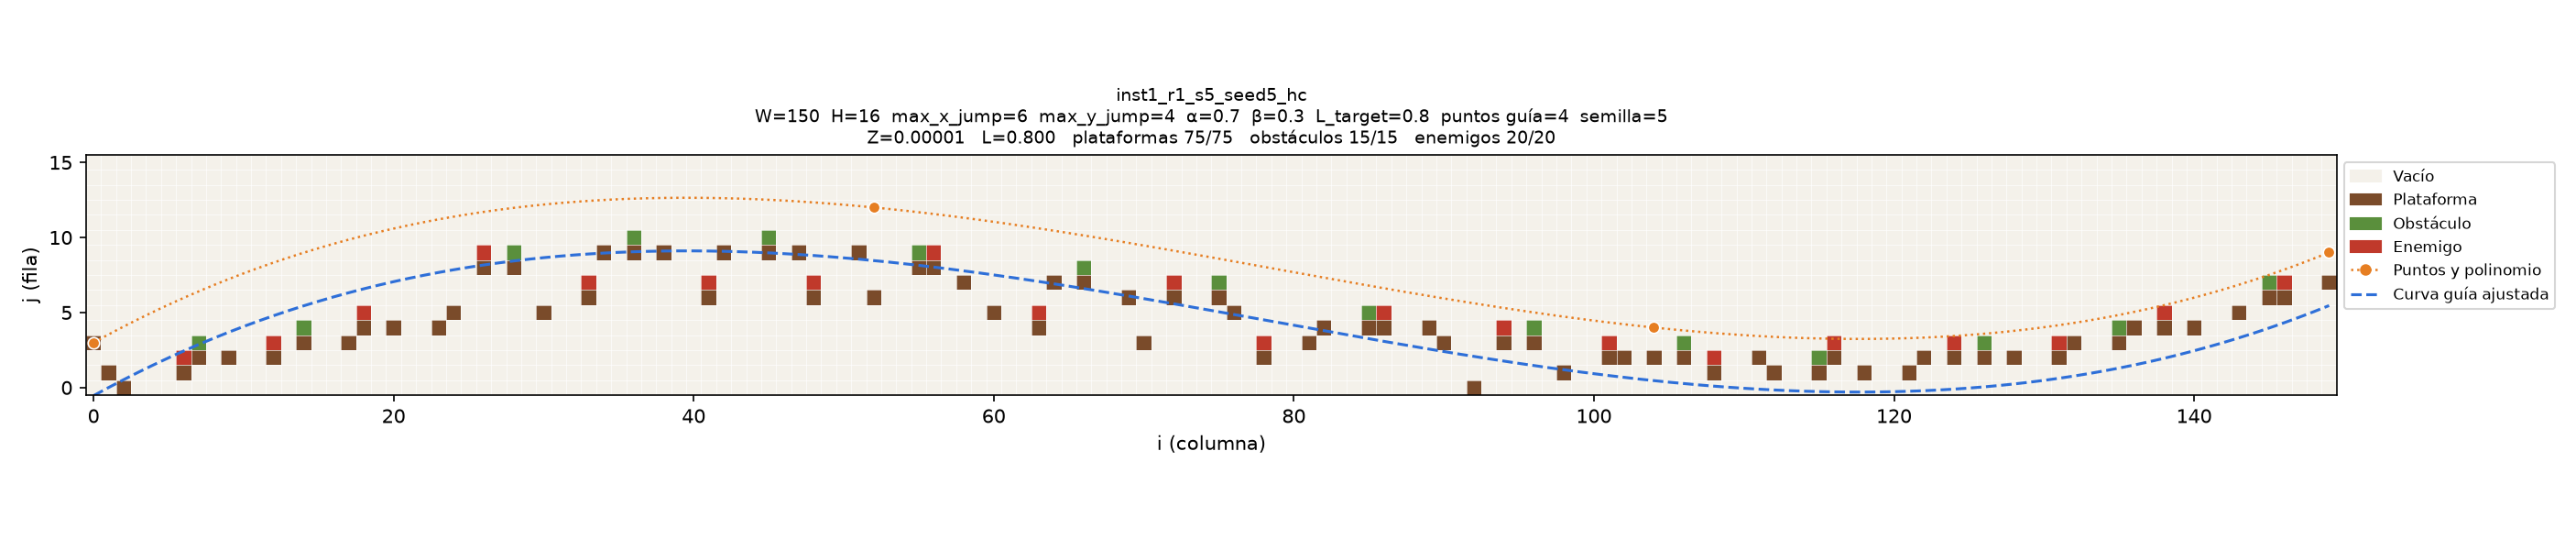 inst1_r1_s5_seed5_hc
W=150 H=16 max_x_jump=6 max_y_jump=4 α=0.7 β=0.3 L_target=0.8 puntos guía=4 semilla=5
Z=0.00001 L=0.800 plataformas 75/75 obstáculos 15/15 enemigos 20/20
15
10
5
0
j (fila)
0 20 40 60 80 100 120 140
i (columna)
Vacío
Plataforma
Obstáculo
Enemigo
Puntos y polinomio
Curva guía ajustada